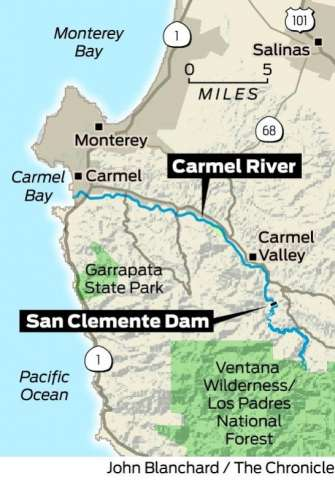 Monterey
Bay
1
101
Salinas
0 5
MILES
68
Monterey
Carmel River
Carmel
Bay
Carmel
Carmel
Valley
Garrapata
State Park
San Clemente Dam
1
Pacific
Ocean
Ventana
Wilderness/
Los Padres
National
Forest
John Blanchard / The Chronicle